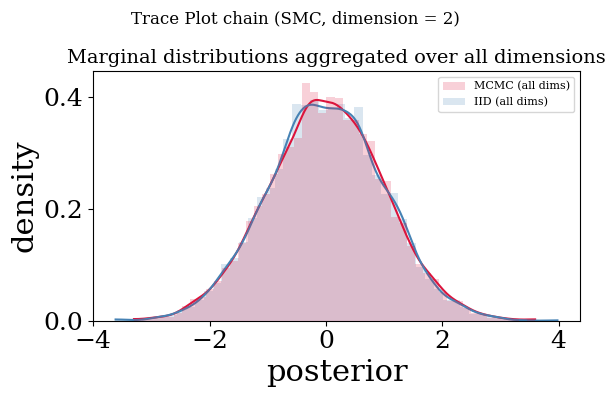 Trace Plot chain (SMC, dimension = 2)
Marginal distributions aggregated over all dimensions
MCMC (all dims)
IID (all dims)
density
0.4
0.2
0.0
−4
−2
0
2
4
posterior